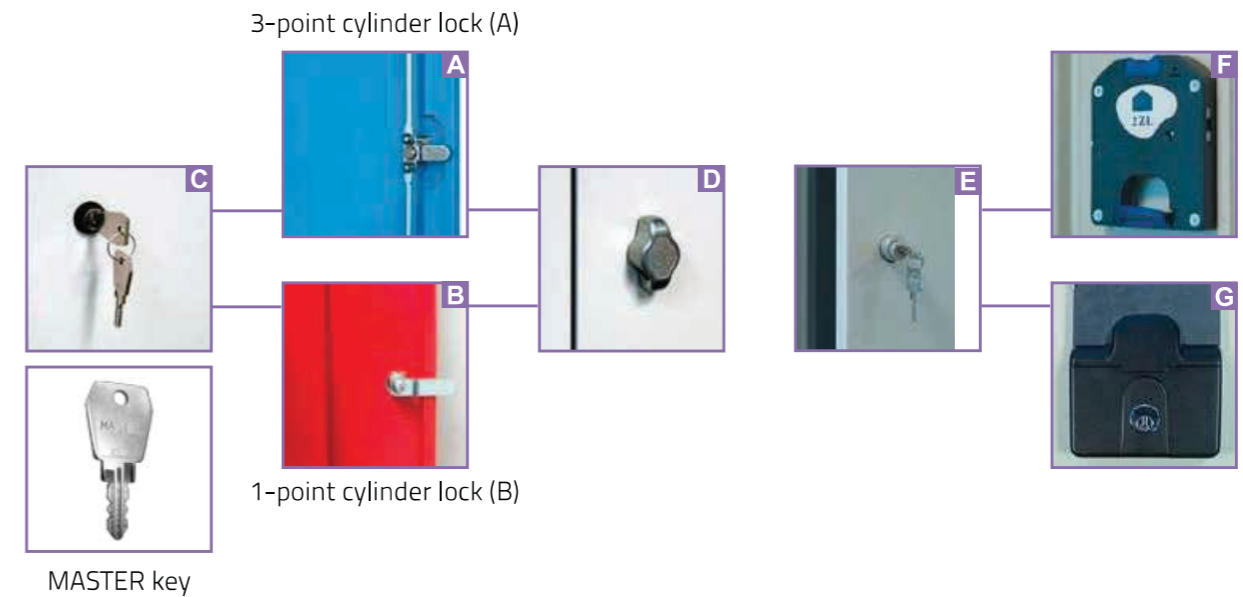 3-point cylinder lock (A)
A
F
C
D
E
B
G
1-point cylinder lock (B)
MASTER key